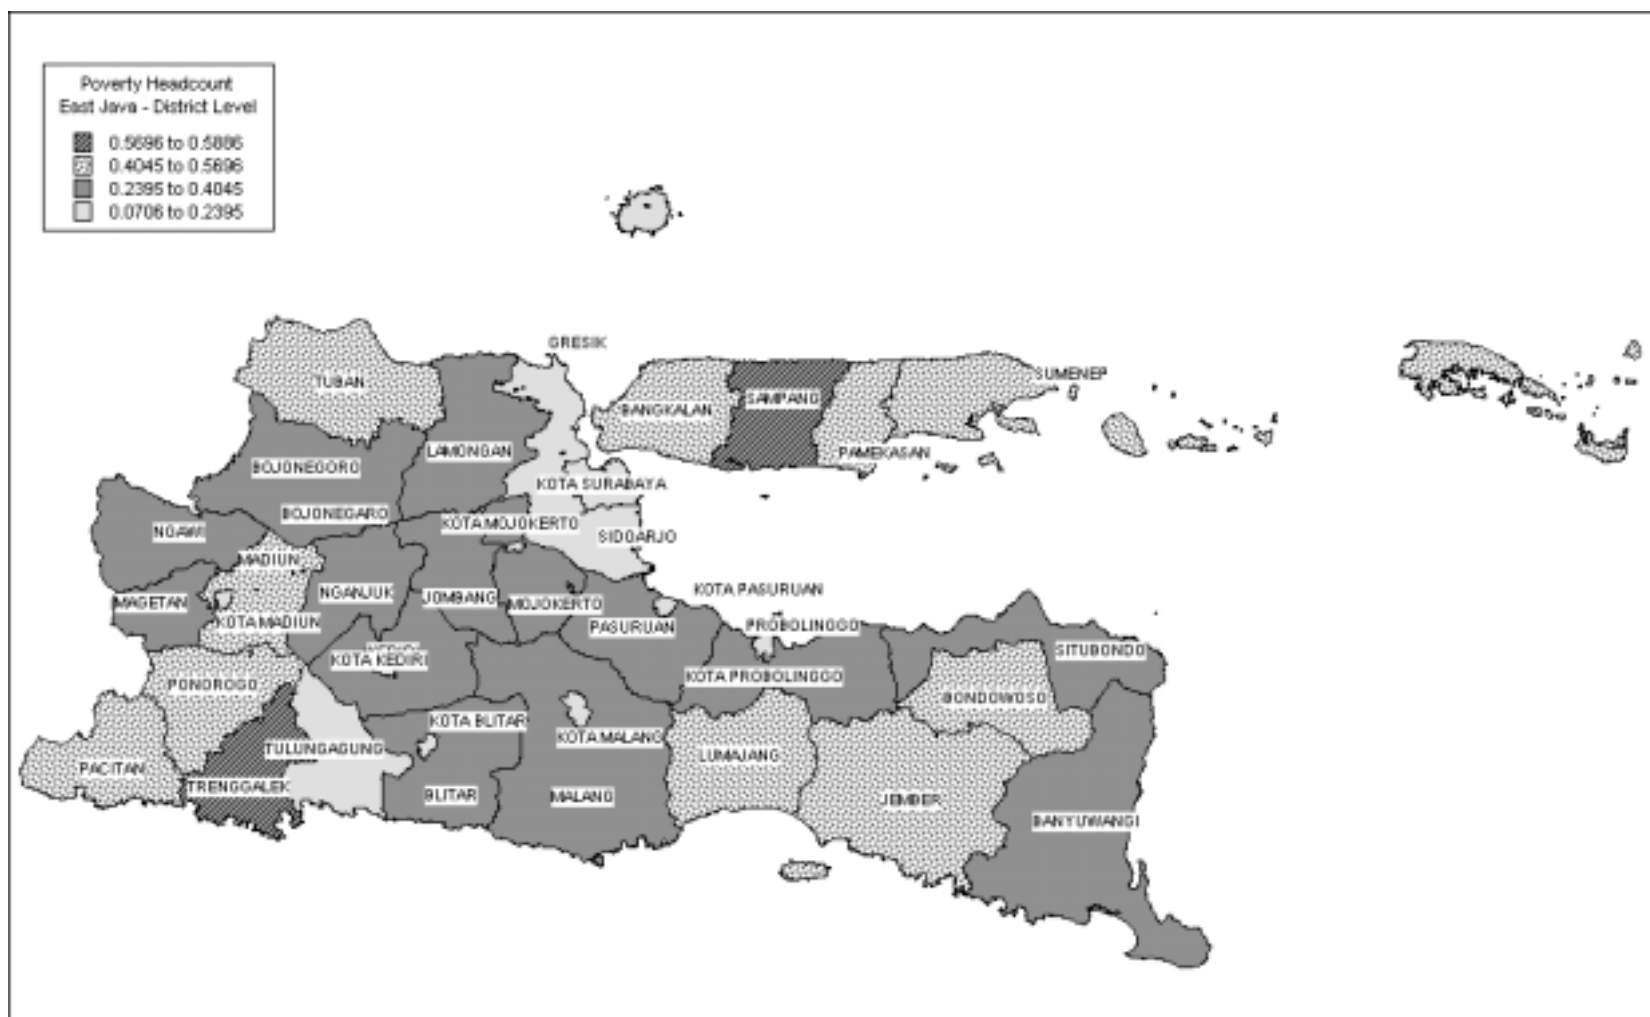 Poverty Headcount
East Java - District Level
0.5696 to 0.5886
0.4045 to 0.5696
0.2395 to 0.4045
0.0706 to 0.2395
GRESIK
SUMENEP
TUBAN
SAMPANG
BANGKALAN
LAMONGAN
PAMEKASAN
BOJONEGORO
KOTA SURABAYA
BOJONEGARO
KOTA MOJOKERTO
NGAWI
SIDOARJO
MADIUN
KOTA PASURUAN
NGANJUK
JOMBANG
MAGETAN
MOJOKERTO
KOTA MADIUN
PASURUAN
PROBOLINGGO
SITUBONDO
KOTA KEDIRI
KOTA PROBOLINGGO
PONOROGO
BONDOWOSO
KOTA BLITAR
KOTA MALANG
TULUNGAGUNG
LUMAJANG
PACITAN
TRENGGALEK
BLITAR
MALANG
JEMBER
BANYUWANGI